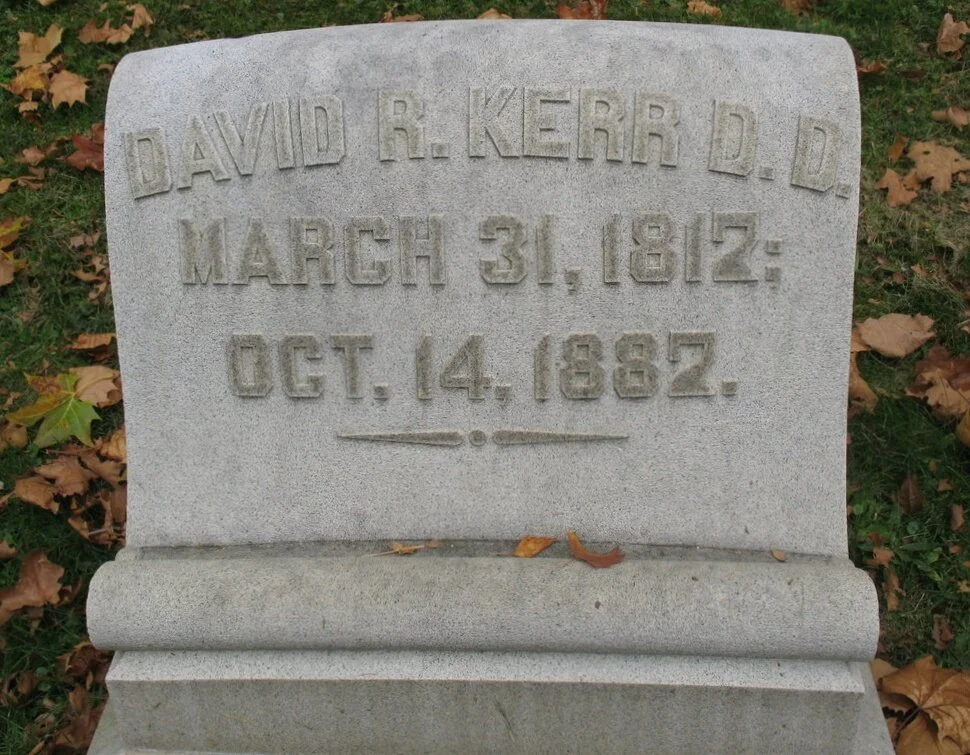 DAVID R. KERR D. D.
MARCH 31, 1812:
OCT. 14, 1882.